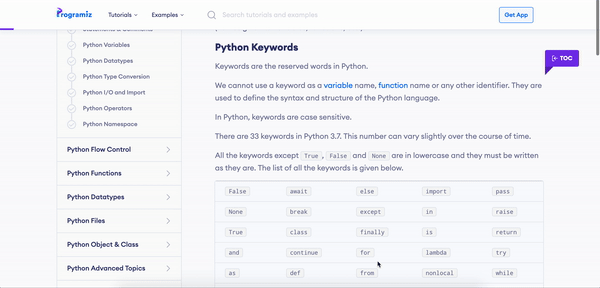 Programiz
Tutorials
Examples
Search tutorials and examples
Get App
Python Variables
Python Datatypes
Python Type Conversion
Python I/O and Import
Python Operators
Python Namespace
Python Flow Control
Python Functions
Python Datatypes
Python Files
Python Object & Class
Python Advanced Topics
Python Keywords
Keywords are the reserved words in Python.
We cannot use a keyword as a variable name, function name or any other identifier. They are
used to define the syntax and structure of the Python language.
In Python, keywords are case sensitive.
There are 33 keywords in Python 3.7. This number can vary slightly over the course of time.
All the keywords except True, False and None are in lowercase and they must be written
as they are. The list of all the keywords is given below.
False await else import pass
None break except in raise
True class finally is return
and continue for lambda try
as def from nonlocal while
TOC